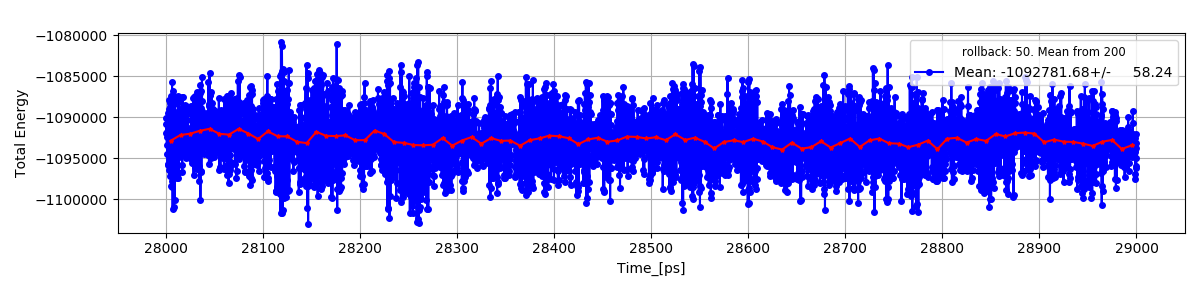 rollback: 50. Mean from 200
Mean: -1092781.68+/- 58.24
Total Energy
−1080000
−1085000
−1090000
−1095000
−1100000
28000 28100 28200 28300 28400 28500 28600 28700 28800 28900 29000
Time_[ps]